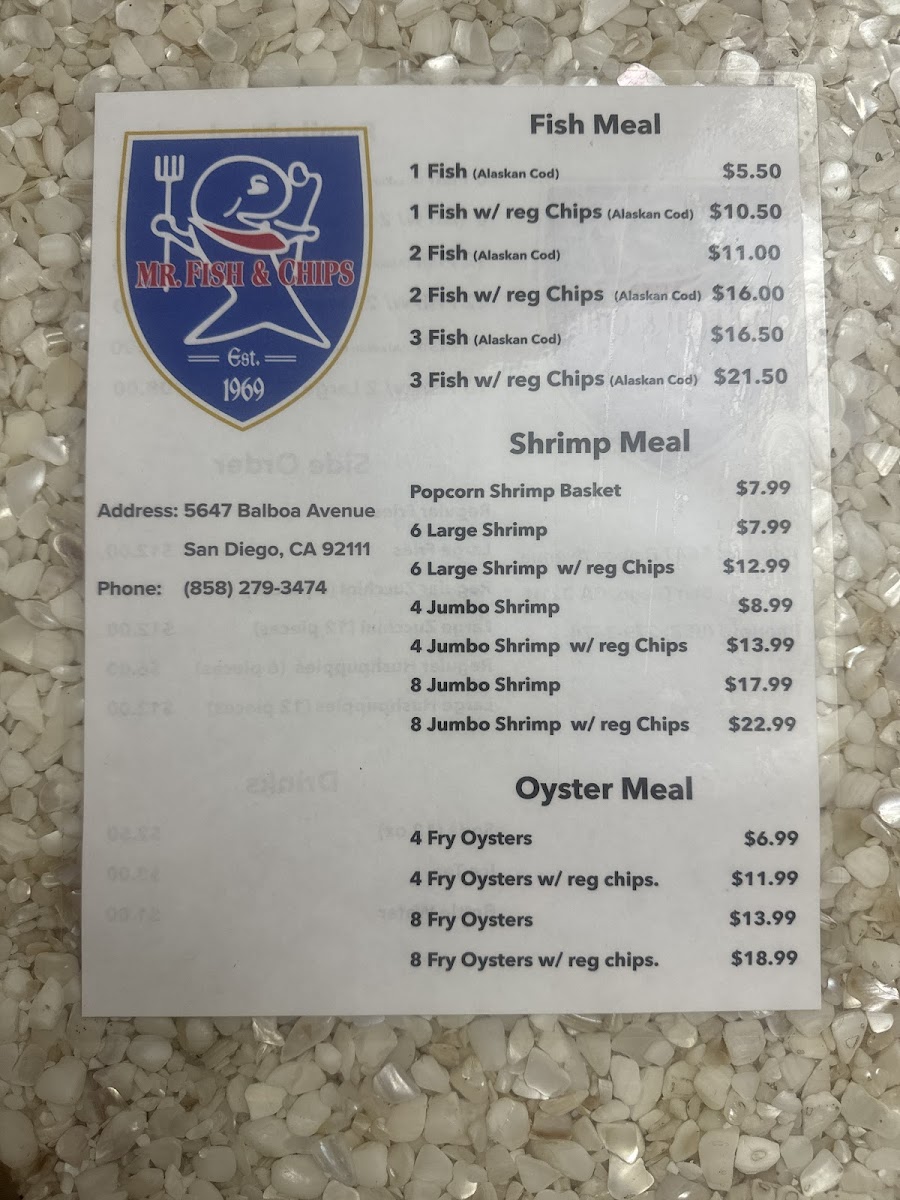 MR. FISH & CHIPS
Est.
1969
Address: 5647 Balboa Avenue
San Diego, CA 92111
Phone: (858) 279-3474
Fish Meal
1 Fish (Alaskan Cod) $5.50
1 Fish w/ reg Chips (Alaskan Cod) $10.50
2 Fish (Alaskan Cod) $11.00
2 Fish w/ reg Chips (Alaskan Cod) $16.00
3 Fish (Alaskan Cod) $16.50
3 Fish w/ reg Chips (Alaskan Cod) $21.50
Shrimp Meal
Popcorn Shrimp Basket $7.99
6 Large Shrimp $7.99
6 Large Shrimp w/ reg Chips $12.99
4 Jumbo Shrimp $8.99
4 Jumbo Shrimp w/ reg Chips $13.99
8 Jumbo Shrimp $17.99
8 Jumbo Shrimp w/ reg Chips $22.99
Oyster Meal
4 Fry Oysters $6.99
4 Fry Oysters w/ reg chips. $11.99
8 Fry Oysters $13.99
8 Fry Oysters w/ reg chips. $18.99